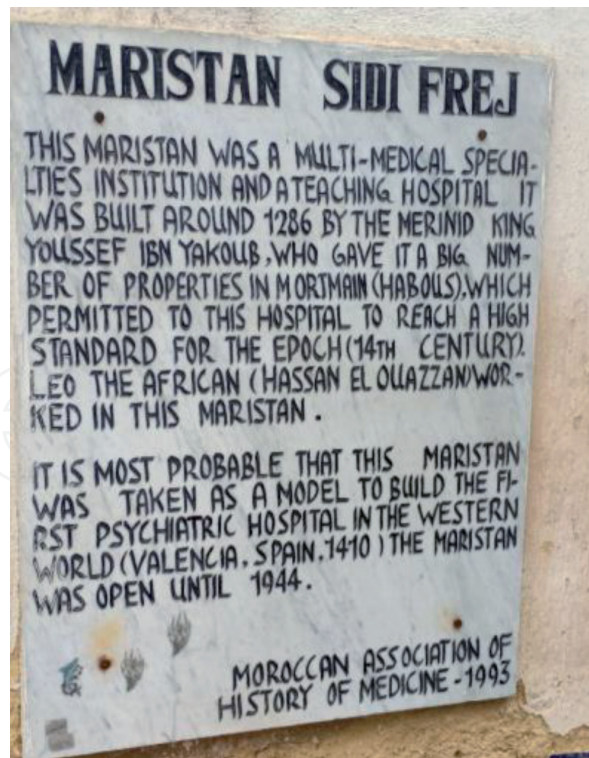 MARISTAN SIDI FREJ
THIS MARISTAN WAS A MULTI-MEDICAL SPECIA-
LTIES INSTITUTION AND A TEACHING HOSPITAL IT
WAS BUILT AROUND 1286 BY THE MERINID KING
YOUSSEF IBN YAKOUB, WHO GAVE IT A BIG NUM-
BER OF PROPERTIES IN MORTMAIN (HABOUS), WHICH
PERMITTED TO THIS HOSPITAL TO REACH A HIGH
STANDARD FOR THE EPOCH (14TH CENTURY).
LEO THE AFRICAN (HASSAN EL OUAZZAN) WOR-
KED IN THIS MARISTAN.
IT IS MOST PROBABLE THAT THIS MARISTAN
WAS TAKEN AS A MODEL TO BUILD THE FI-
RST PSYCHIATRIC HOSPITAL IN THE WESTERN
WORLD (VALENCIA, SPAIN, 1410) THE MARISTAN
WAS OPEN UNTIL 1944.
MOROCCAN ASSOCIATION OF
HISTORY OF MEDICINE - 1993